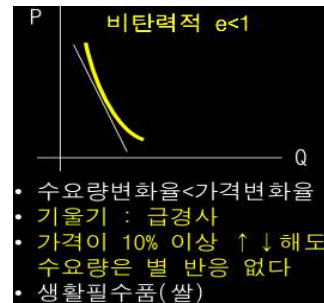 P
비탄력적 e<1
Q
• 수요량변화율<가격변화율
• 기울기 : 급경사
• 가격이 10% 이상 ↑↓해도
수요량은 별 반응 없다
• 생활필수품(쌀)